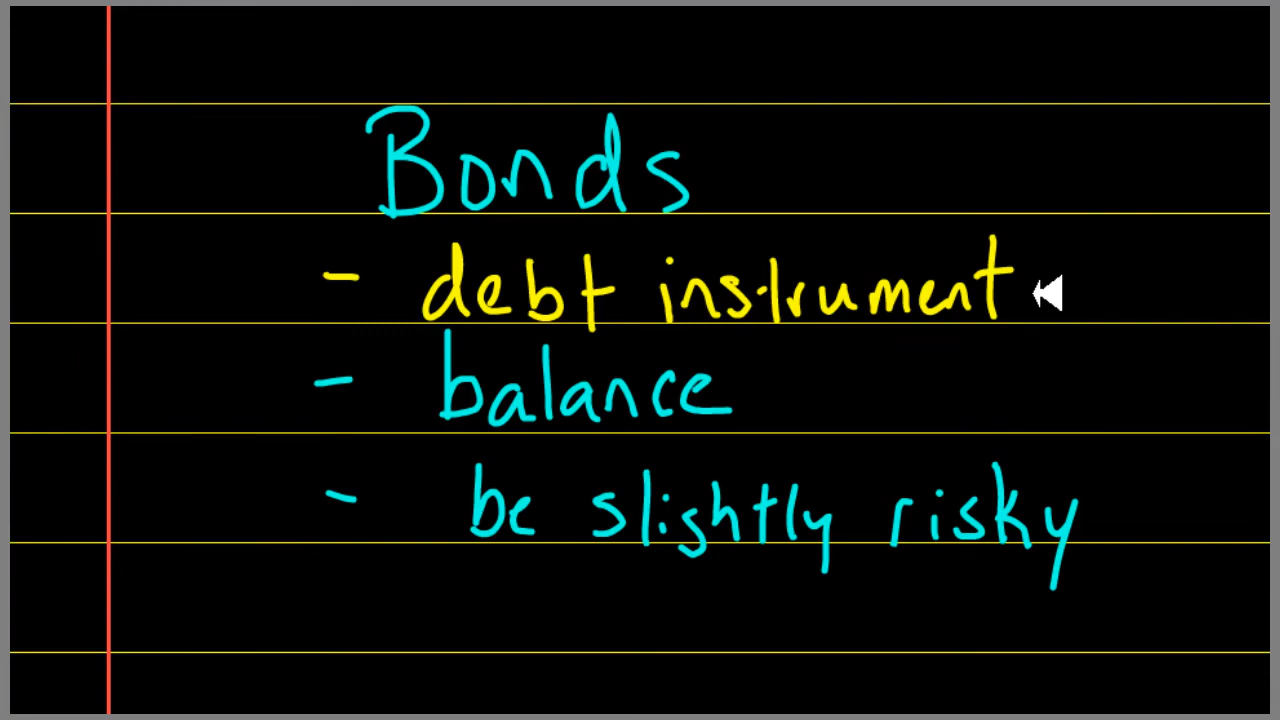 Bonds
- debt instrument
- balance
- be slightly risky